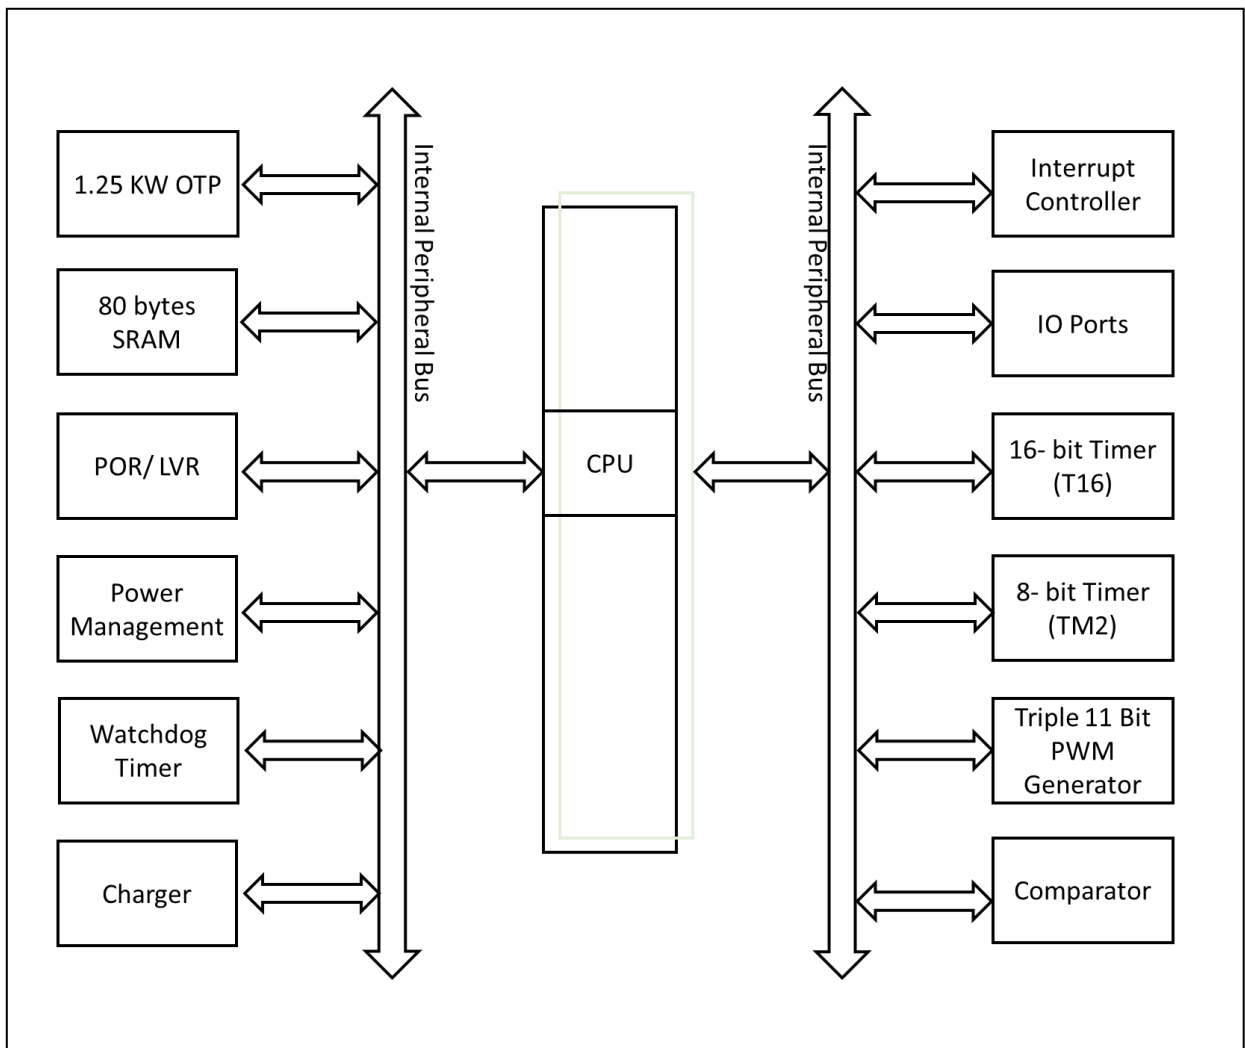 1.25 KW OTP
80 bytes
SRAM
POR/ LVR
Power
Management
Watchdog
Timer
Charger
Internal Peripheral Bus
CPU
Internal Peripheral Bus
Interrupt
Controller
IO Ports
16- bit Timer
(T16)
8- bit Timer
(TM2)
Triple 11 Bit
PWM
Generator
Comparator